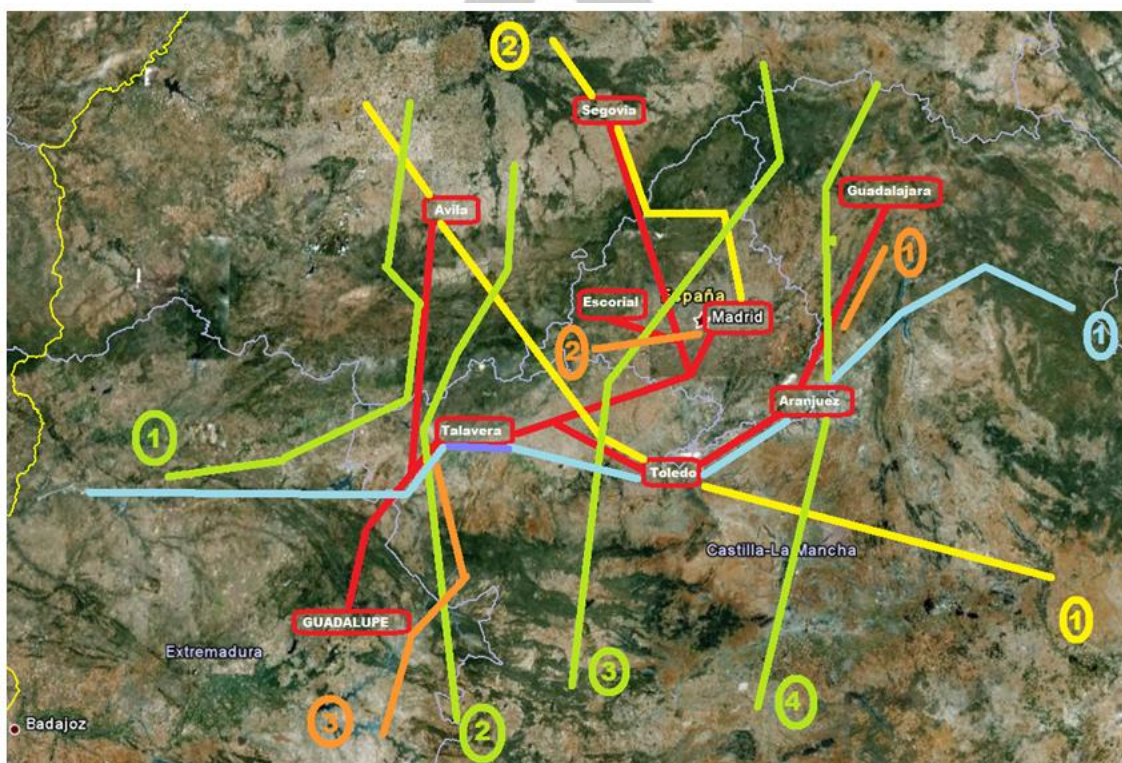 2
Segovia
Avila
Guadalajara
1
Escorial
España
Madrid
2
1
Aranjuez
1
Talavera
Toledo
Castilla-La Mancha
GUADALUPE
1
Extremadura
3
4
3
2
Badajoz